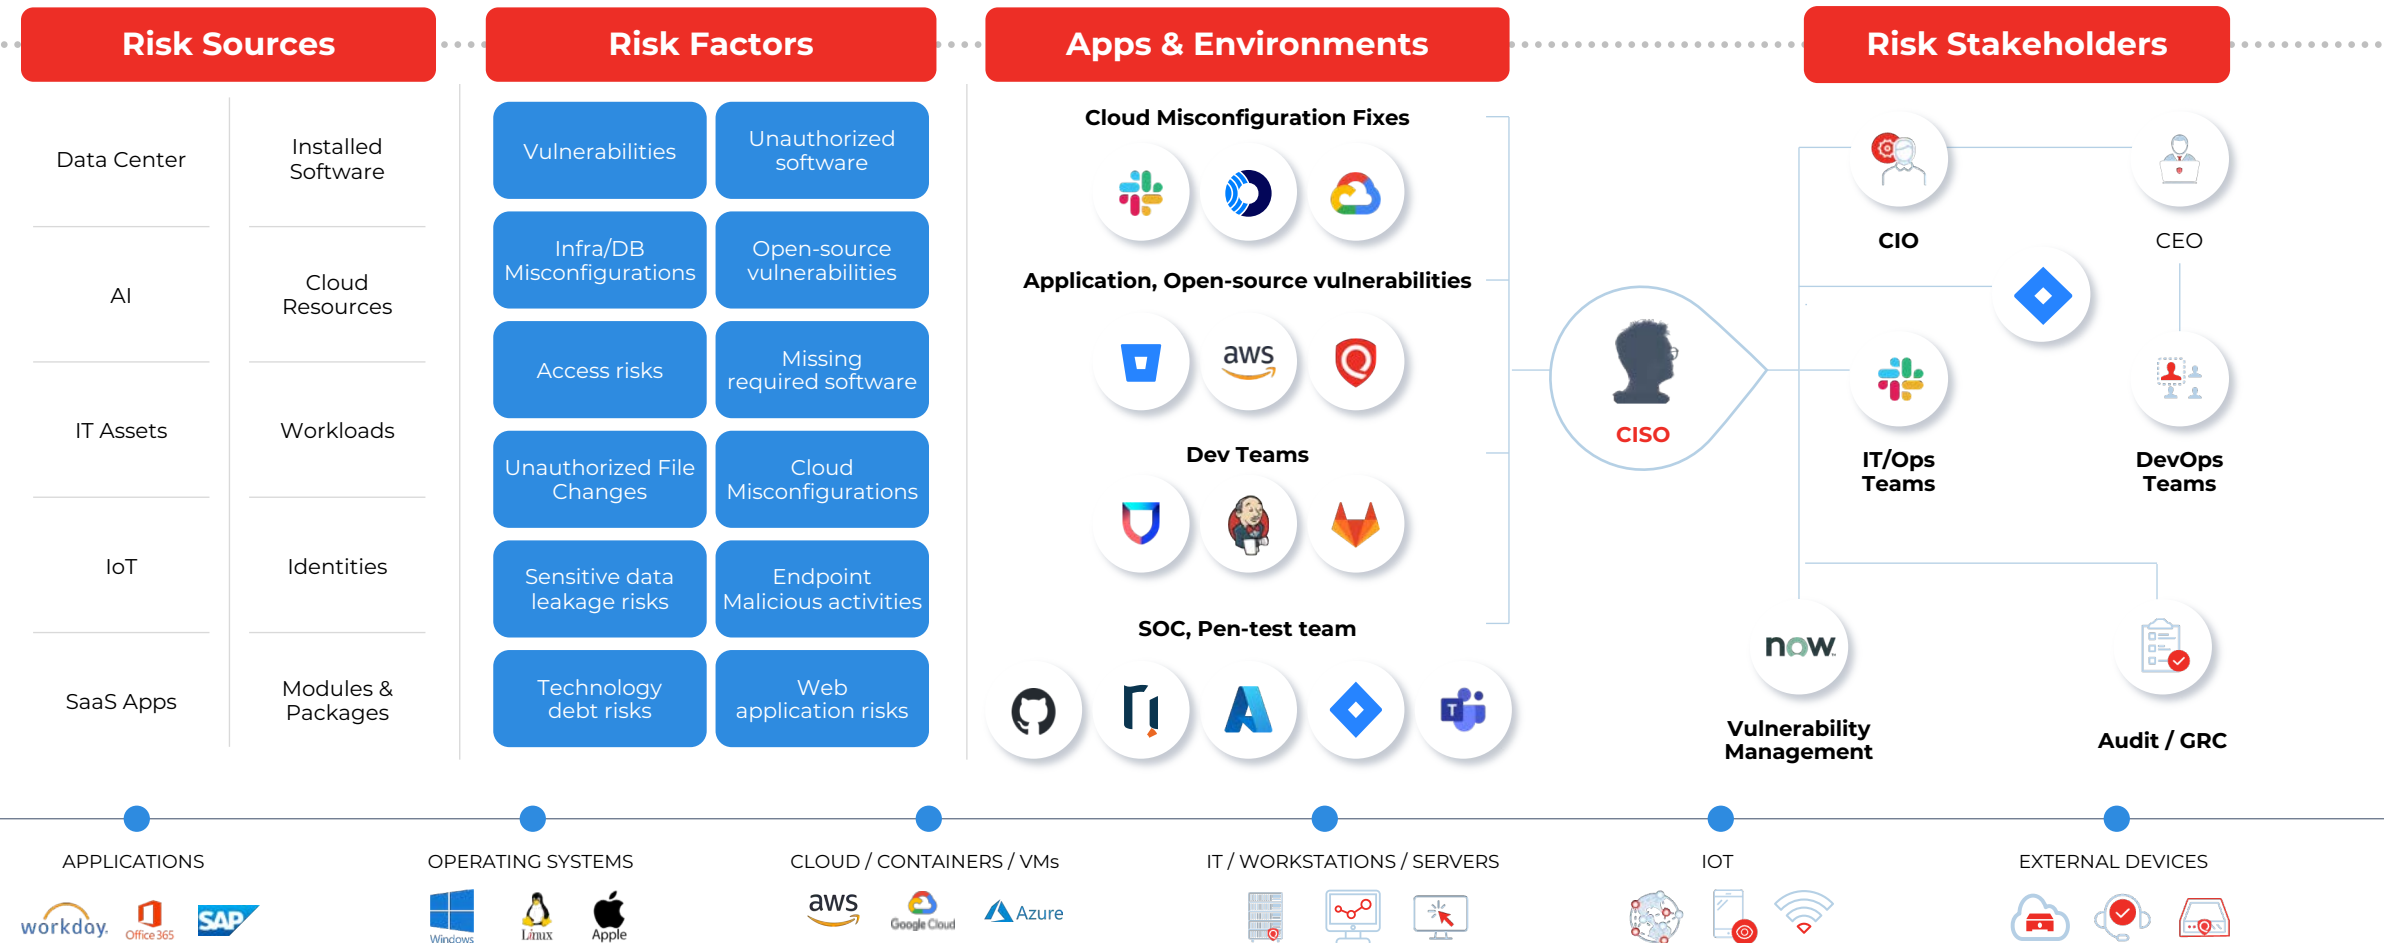 Risk Sources
Risk Factors
Apps & Environments
Risk Stakeholders
Data Center
Installed
Software
AI
Cloud
Resources
IT Assets
Workloads
IoT
Identities
SaaS Apps
Modules &
Packages
Vulnerabilities
Unauthorized
software
Infra/DB
Misconfigurations
Open-source
vulnerabilities
Access risks
Missing
required software
Unauthorized File
Changes
Cloud
Misconfigurations
Sensitive data
leakage risks
Endpoint
Malicious activities
Technology
debt risks
Web
application risks
Cloud Misconfiguration Fixes
Application, Open-source vulnerabilities
aws
Dev Teams
SOC, Pen-test team
T
CISO
CIO
CEO
IT/Ops
Teams
DevOps
Teams
now
Vulnerability
Management
Audit / GRC
APPLICATIONS
workday.
Office 365
SAP
OPERATING SYSTEMS
Windows
Linux
Apple
CLOUD / CONTAINERS / VMs
aws
Google Cloud
Azure
IT / WORKSTATIONS / SERVERS
IOT
EXTERNAL DEVICES